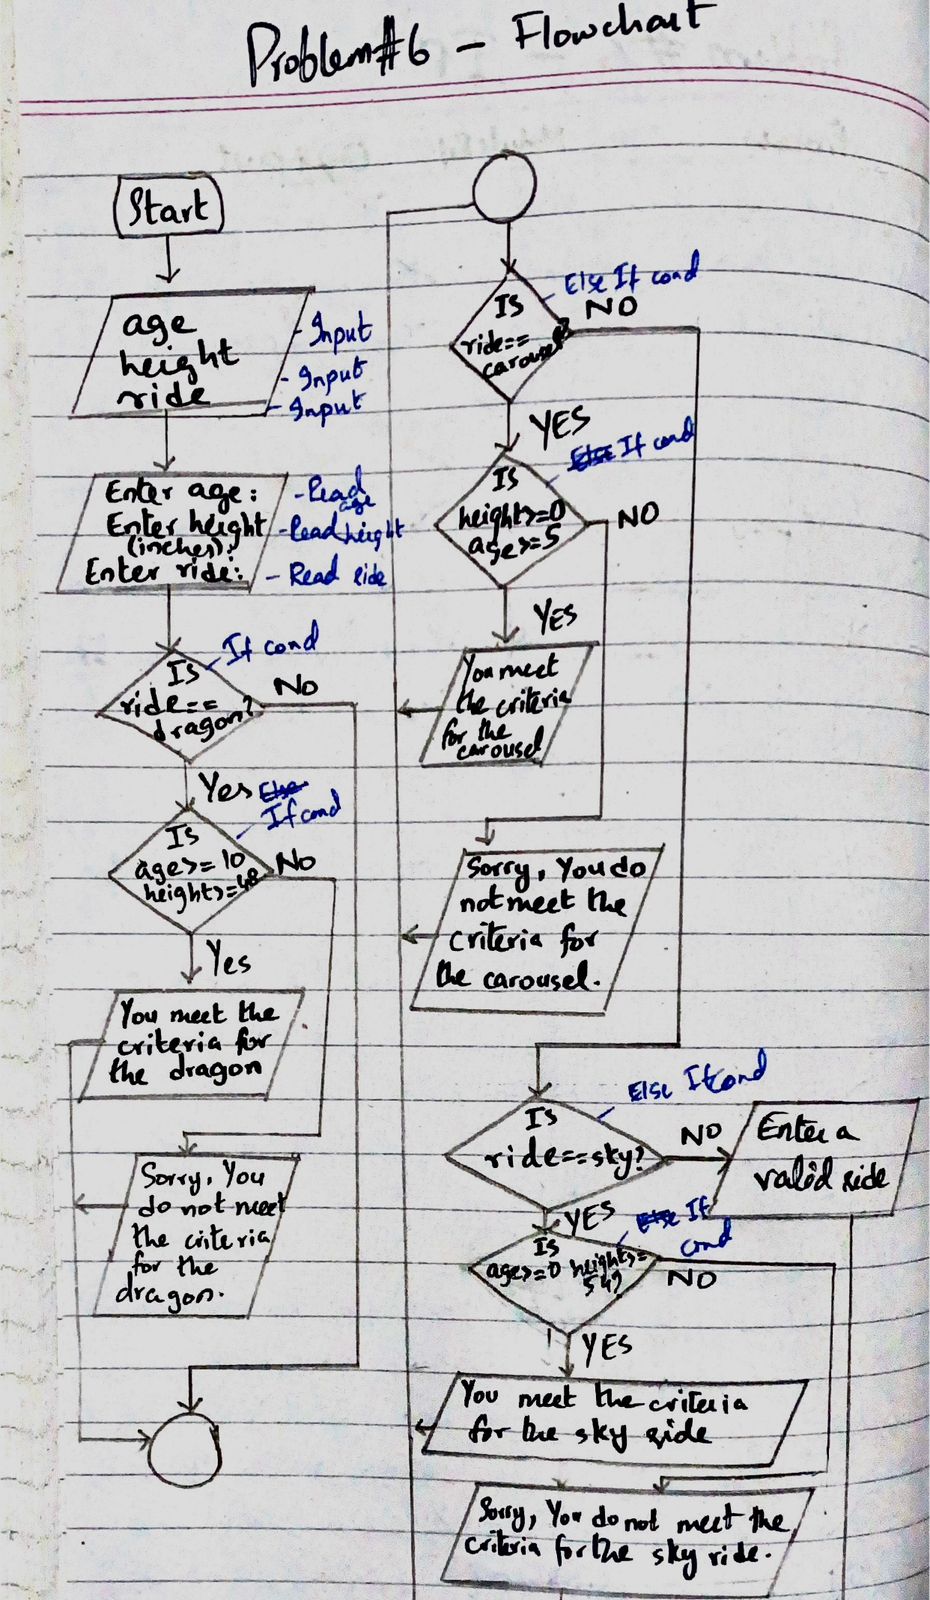 Problem#6 - Flowchart
Start
age
height
ride
- Input
- Input
- Input
Enter age:
Enter height
(inches):
Enter ride:
- Read
age
- Read height
- Read ride
If cond
Is
ride==
dragon?
NO
Yes
Else
If cond
Is
age>=10
height>=48
No
Yes
You meet the
criteria for
the dragon
Sorry, You
do not meet
the criteria
for the
dragon.
Else If cond
Is
ride==
carousel?
NO
YES
Else If cond
Is
height>=0
age>=5
NO
YES
You meet
the criteria
for the
carousel
Sorry, You do
not meet the
criteria for
the carousel.
Else If cond
Is
ride==sky?
NO
Enter a
valid ride
YES
Else If
cond
Is
age>=0 height>=
54?
NO
YES
You meet the criteria
for the sky ride
Sorry, You do not meet the
criteria for the sky ride.